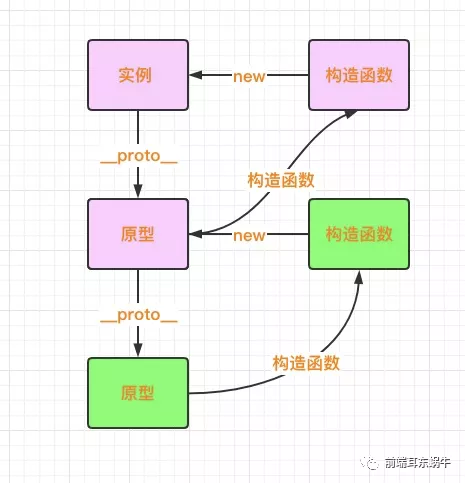 实例
new
构造函数
__proto__
构造函数
原型
new
构造函数
__proto__
构造函数
原型
前端耳东蜗牛